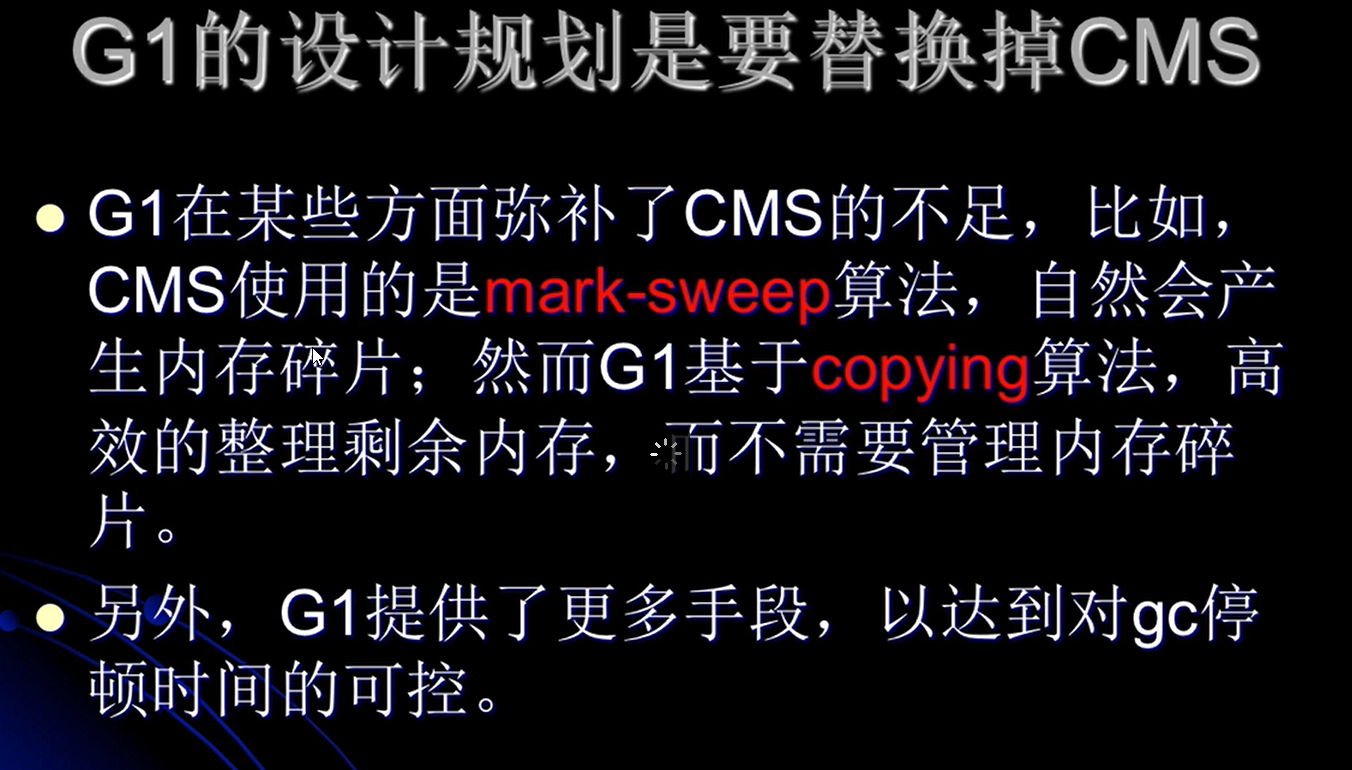 G1的设计规划是要替换掉CMS
G1在某些方面弥补了CMS的不足，比如，
CMS使用的是mark-sweep算法，自然会产
生内存碎片；然而G1基于copying算法，高
效的整理剩余内存，而不需要管理内存碎
片。
另外，G1提供了更多手段，以达到对gc停
顿时间的可控。